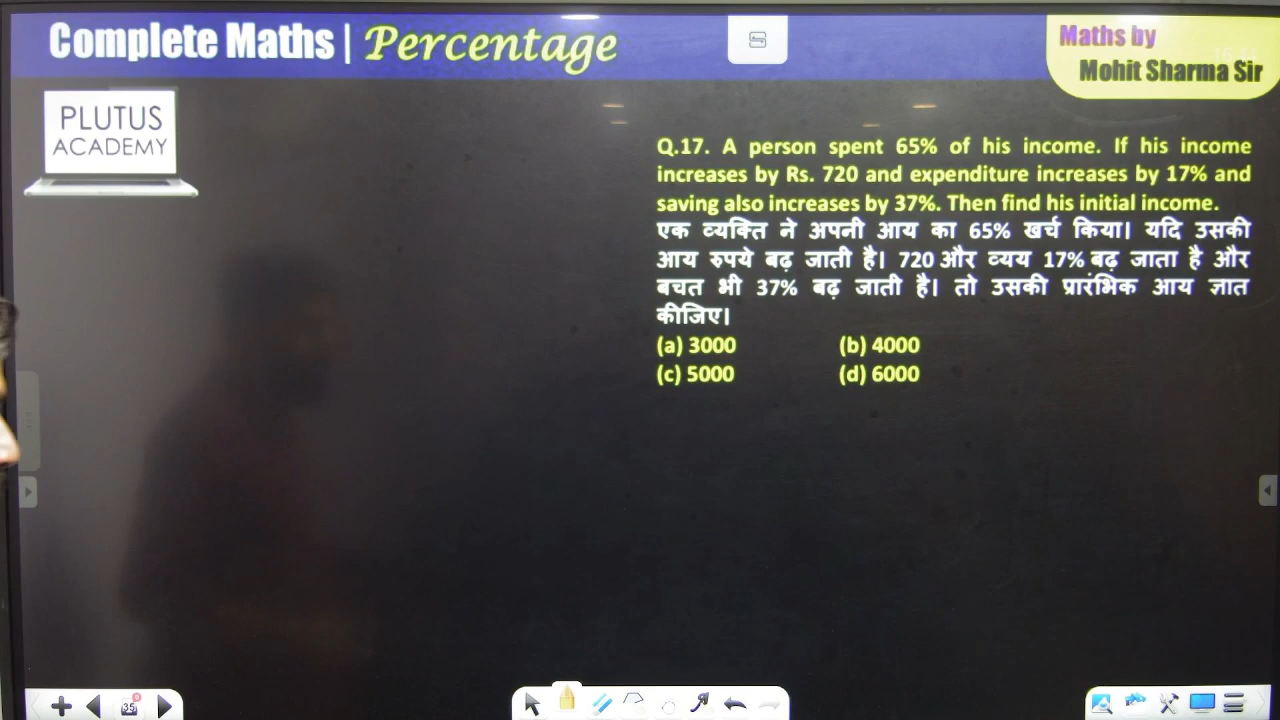 Complete Maths | Percentage
Maths by
Mohit Sharma Sir
PLUTUS
ACADEMY
Q.17. A person spent 65% of his income. If his income
increases by Rs. 720 and expenditure increases by 17% and
saving also increases by 37%. Then find his initial income.
एक व्यक्ति ने अपनी आय का 65% खर्च किया। यदि उसकी
आय रुपये बढ़ जाती है। 720 और व्यय 17% बढ़ जाता है और
बचत भी 37% बढ़ जाती है। तो उसकी प्रारंभिक आय ज्ञात
कीजिए।
(a) 3000 (b) 4000
(c) 5000 (d) 6000
35